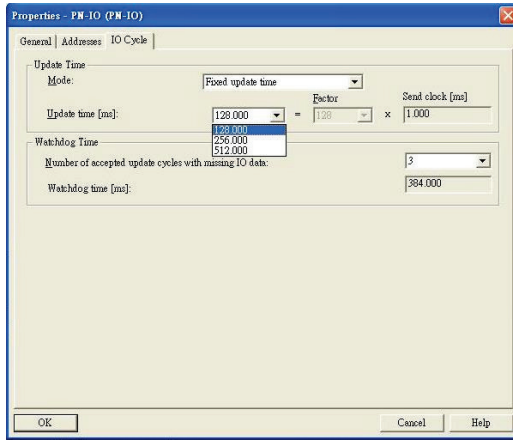 Properties - PN-IO (PN-IO)
General Addresses IO Cycle
Update Time
Mode: Fixed update time
Factor Send clock [ms]
Update time [ms]: 128.000 = 128 x 1.000
128.000
256.000
512.000
Watchdog Time
Number of accepted update cycles with missing IO data: 3
Watchdog time [ms]: 384.000
OK Cancel Help